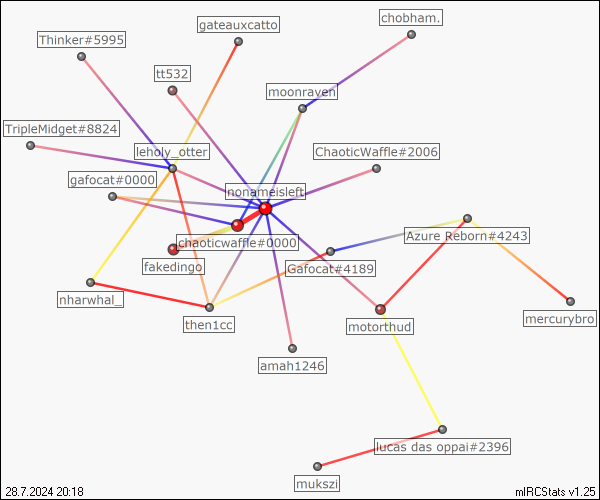 gateauxcatto
chobham.
Thinker#5995
tt532
moonraven
TripleMidget#8824
leholy_otter
ChaoticWaffle#2006
gafocat#0000
nonameisleft
chaoticwaffle#0000
Azure Reborn#4243
fakedingo
Gafocat#4189
nharwhal_
then1cc
motorthud
mercurybro
amah1246
lucas das oppai#2396
mukszi
28.7.2024 20:18
mIRCStats v1.25